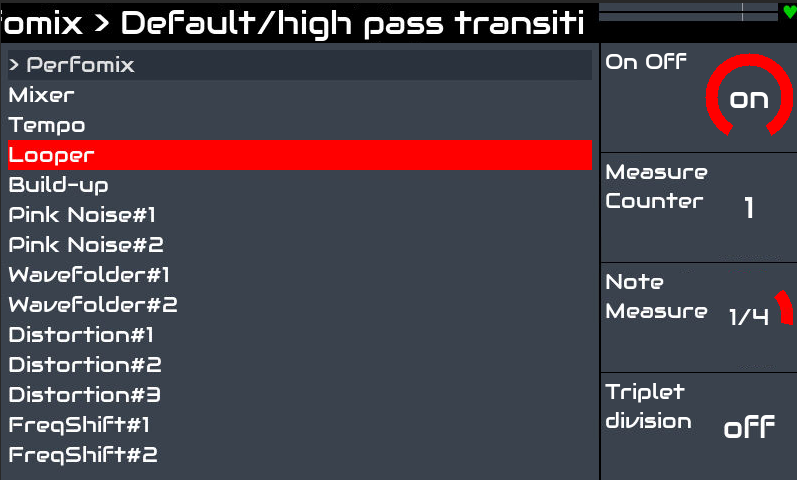 omix > Default/high pass transiti
> Perfomix
Mixer
Tempo
Looper
Build-up
Pink Noise#1
Pink Noise#2
Wavefolder#1
Wavefolder#2
Distortion#1
Distortion#2
Distortion#3
FreqShift#1
FreqShift#2
On Off
on
Measure
Counter
1
Note
Measure
1/4
Triplet
division
off